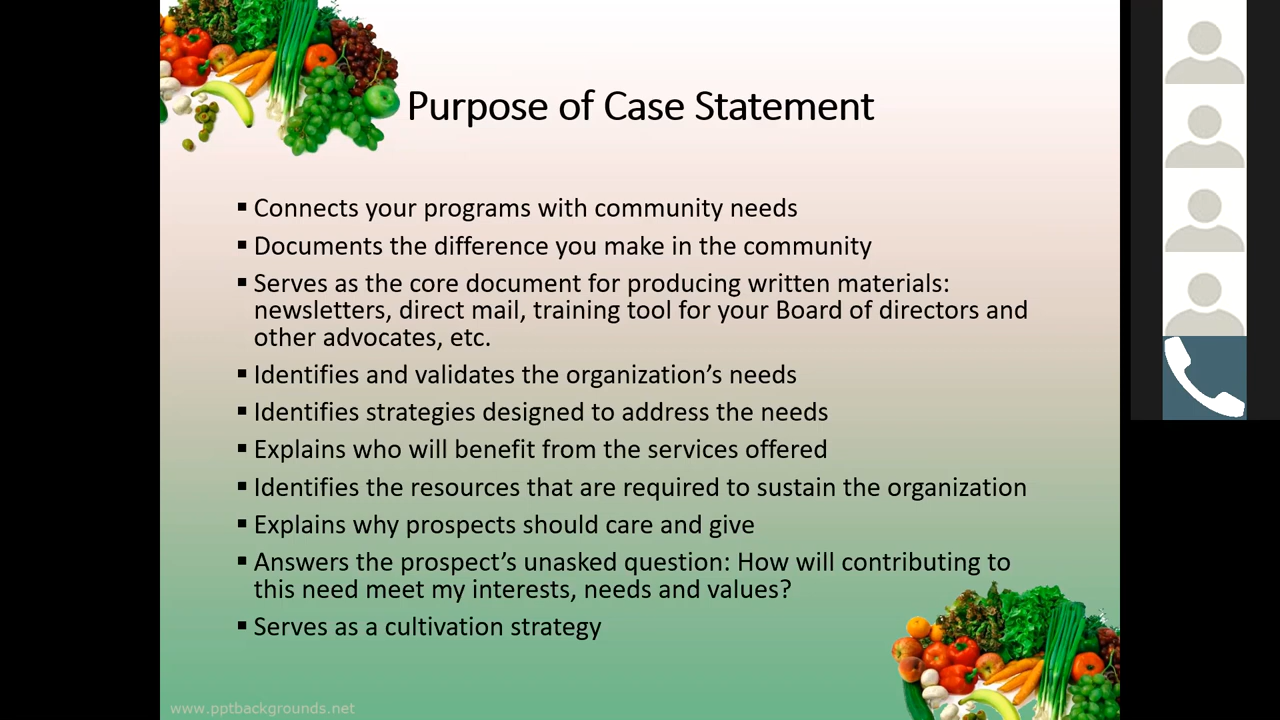 Purpose of Case Statement
▪ Connects your programs with community needs
▪ Documents the difference you make in the community
▪ Serves as the core document for producing written materials:
newsletters, direct mail, training tool for your Board of directors and
other advocates, etc.
▪ Identifies and validates the organization’s needs
▪ Identifies strategies designed to address the needs
▪ Explains who will benefit from the services offered
▪ Identifies the resources that are required to sustain the organization
▪ Explains why prospects should care and give
▪ Answers the prospect’s unasked question: How will contributing to
this need meet my interests, needs and values?
▪ Serves as a cultivation strategy
www.pptbackgrounds.net